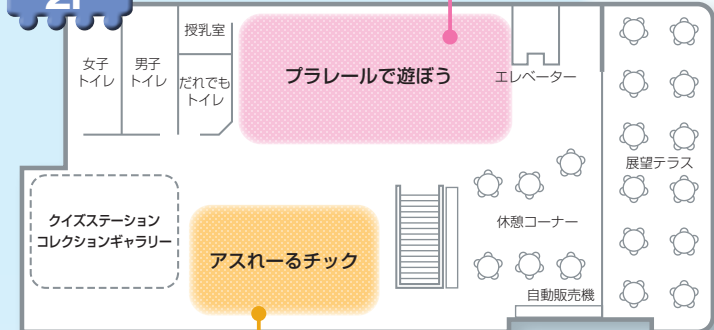 2F
女子
トイレ
男子
トイレ
授乳室
だれでも
トイレ
プラレールで遊ぼう
エレベーター
展望テラス
クイズステーション
コレクションギャラリー
アスれーるチック
休憩コーナー
自動販売機